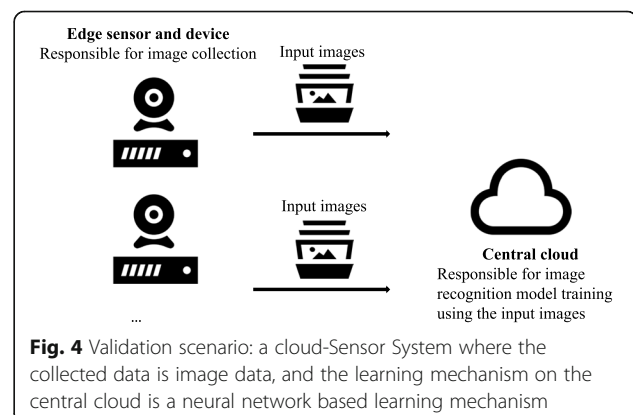 Edge sensor and device
Responsible for image collection
Input images
Input images
Central cloud
Responsible for image
recognition model training
using the input images
...
Fig. 4 Validation scenario: a cloud-Sensor System where the
collected data is image data, and the learning mechanism on the
central cloud is a neural network based learning mechanism